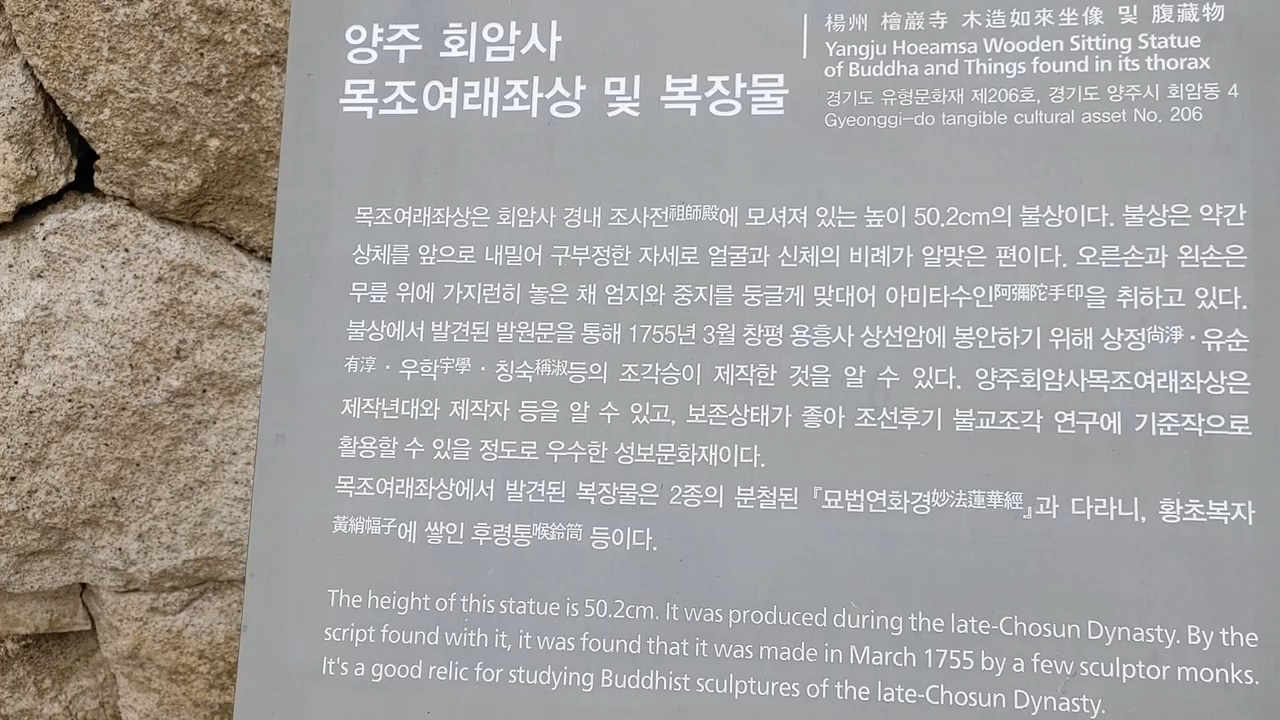 양주 회암사
목조여래좌상 및 복장물
楊州 檜巖寺 木造如來坐像 및 腹藏物
Yangju Hoeamsa Wooden Sitting Statue
of Buddha and Things found in its thorax
경기도 유형문화재 제206호, 경기도 양주시 회암동 4
Gyeonggi-do tangible cultural asset No. 206
목조여래좌상은 회암사 경내 조사전祖師殿에 모셔져 있는 높이 50.2cm의 불상이다. 불상은 약간
상체를 앞으로 내밀어 구부정한 자세로 얼굴과 신체의 비례가 알맞은 편이다. 오른손과 왼손은
무릎 위에 가지런히 놓은 채 엄지와 중지를 둥글게 맞대어 아미타수인阿彌陀手印을 취하고 있다.
불상에서 발견된 발원문을 통해 1755년 3월 창평 용흥사 상선암에 봉안하기 위해 상정尙淨 · 유순
有淳 · 우학宇學 · 칭숙稱淑등의 조각승이 제작한 것을 알 수 있다. 양주회암사목조여래좌상은
제작년대와 제작자 등을 알 수 있고, 보존상태가 좋아 조선후기 불교조각 연구에 기준작으로
활용할 수 있을 정도로 우수한 성보문화재이다.
목조여래좌상에서 발견된 복장물은 2종의 분철된 『묘법연화경妙法蓮華經』과 다라니, 황초복자
黃綃幅子에 쌓인 후령통喉鈴筒 등이다.
The height of this statue is 50.2cm. It was produced during the late-Chosun Dynasty. By the
script found with it, it was found that it was made in March 1755 by a few sculptor monks.
It's a good relic for studying Buddhist sculptures of the late-Chosun Dynasty.